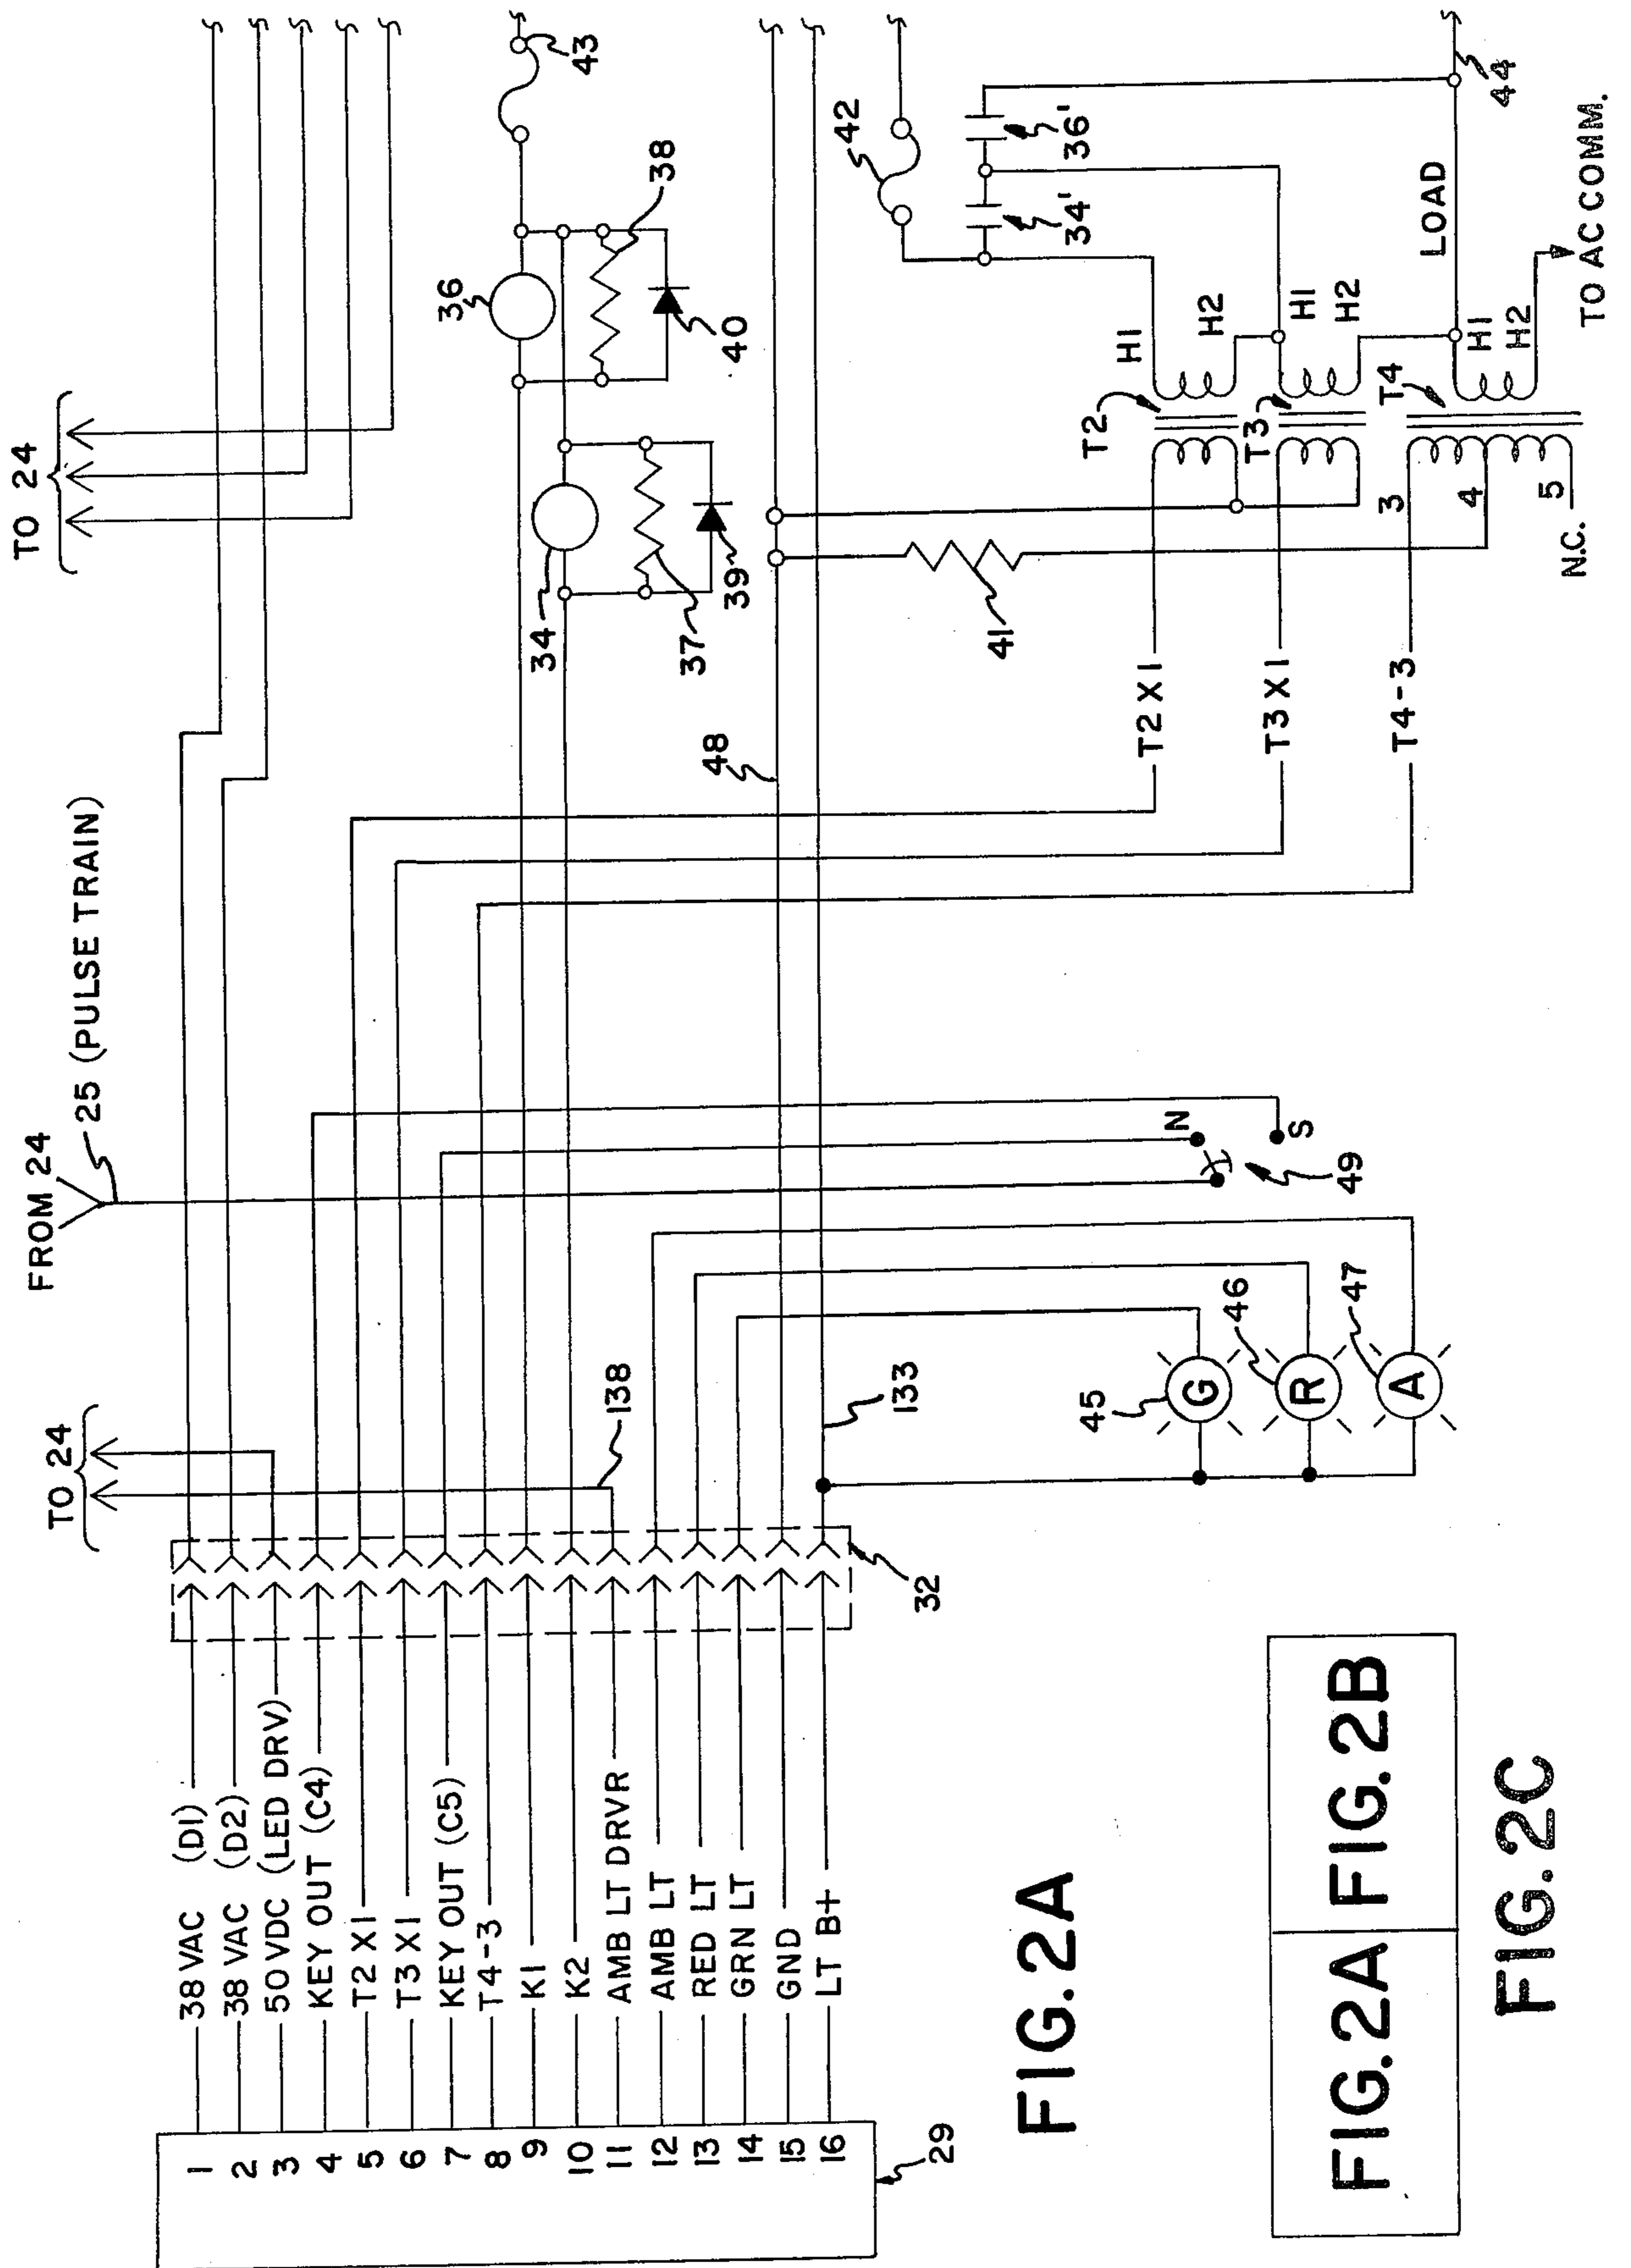 TO 24
FROM 24
25 (PULSE TRAIN)
TO 24
1 38 VAC (D1)
2 38 VAC (D2)
3 50 VDC (LED DRV)
4 KEY OUT (C4)
5 T2 X1
6 T3 X1
7 KEY OUT (C5)
8 T4-3
9 K1
10 K2
11 AMB LT DRVR
12 AMB LT
13 RED LT
14 GRN LT
15 GND
16 LT B+
29
32
138
133
45
G
46
R
47
A
N
S
49
48
T2 X1
T3 X1
T4-3
34
37
39
36
38
40
43
41
42
34'
36'
T2
H1
H2
T3
H1
H2
T4
H1
H2
3
4
5
N.C.
LOAD
44
TO AC COMM.
FIG. 2A
FIG. 2A FIG. 2B
FIG. 2C